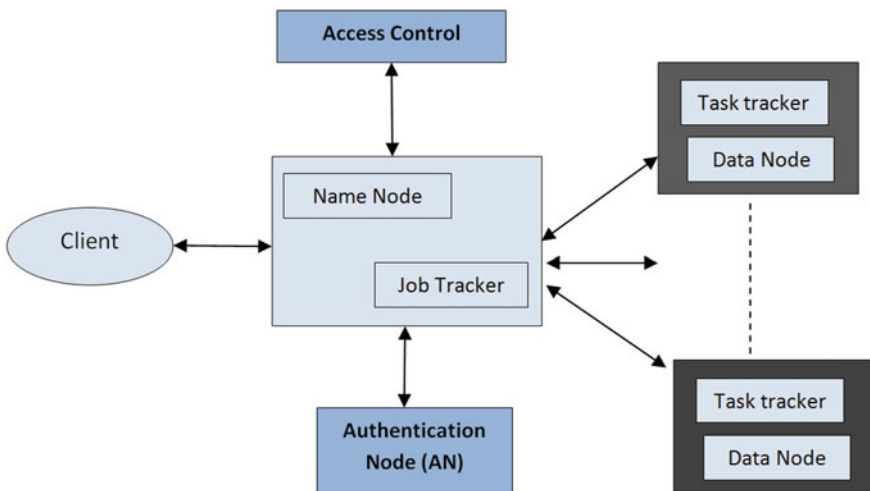 Access Control
Task tracker
Data Node
Name Node
Client
Job Tracker
Authentication
Node (AN)
Task tracker
Data Node